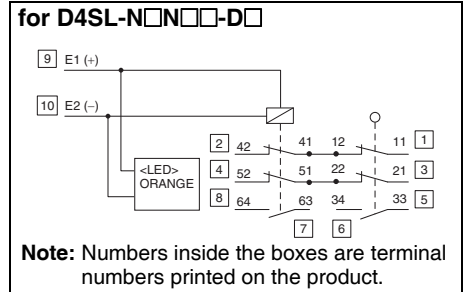 for D4SL-N□N□□-D□
9 E1 (+)
10 E2 (−)
<LED>
ORANGE
2 42 41 12 11 1
4 52 51 22 21 3
8 64 63 34 33 5
7 6
Note: Numbers inside the boxes are terminal
numbers printed on the product.